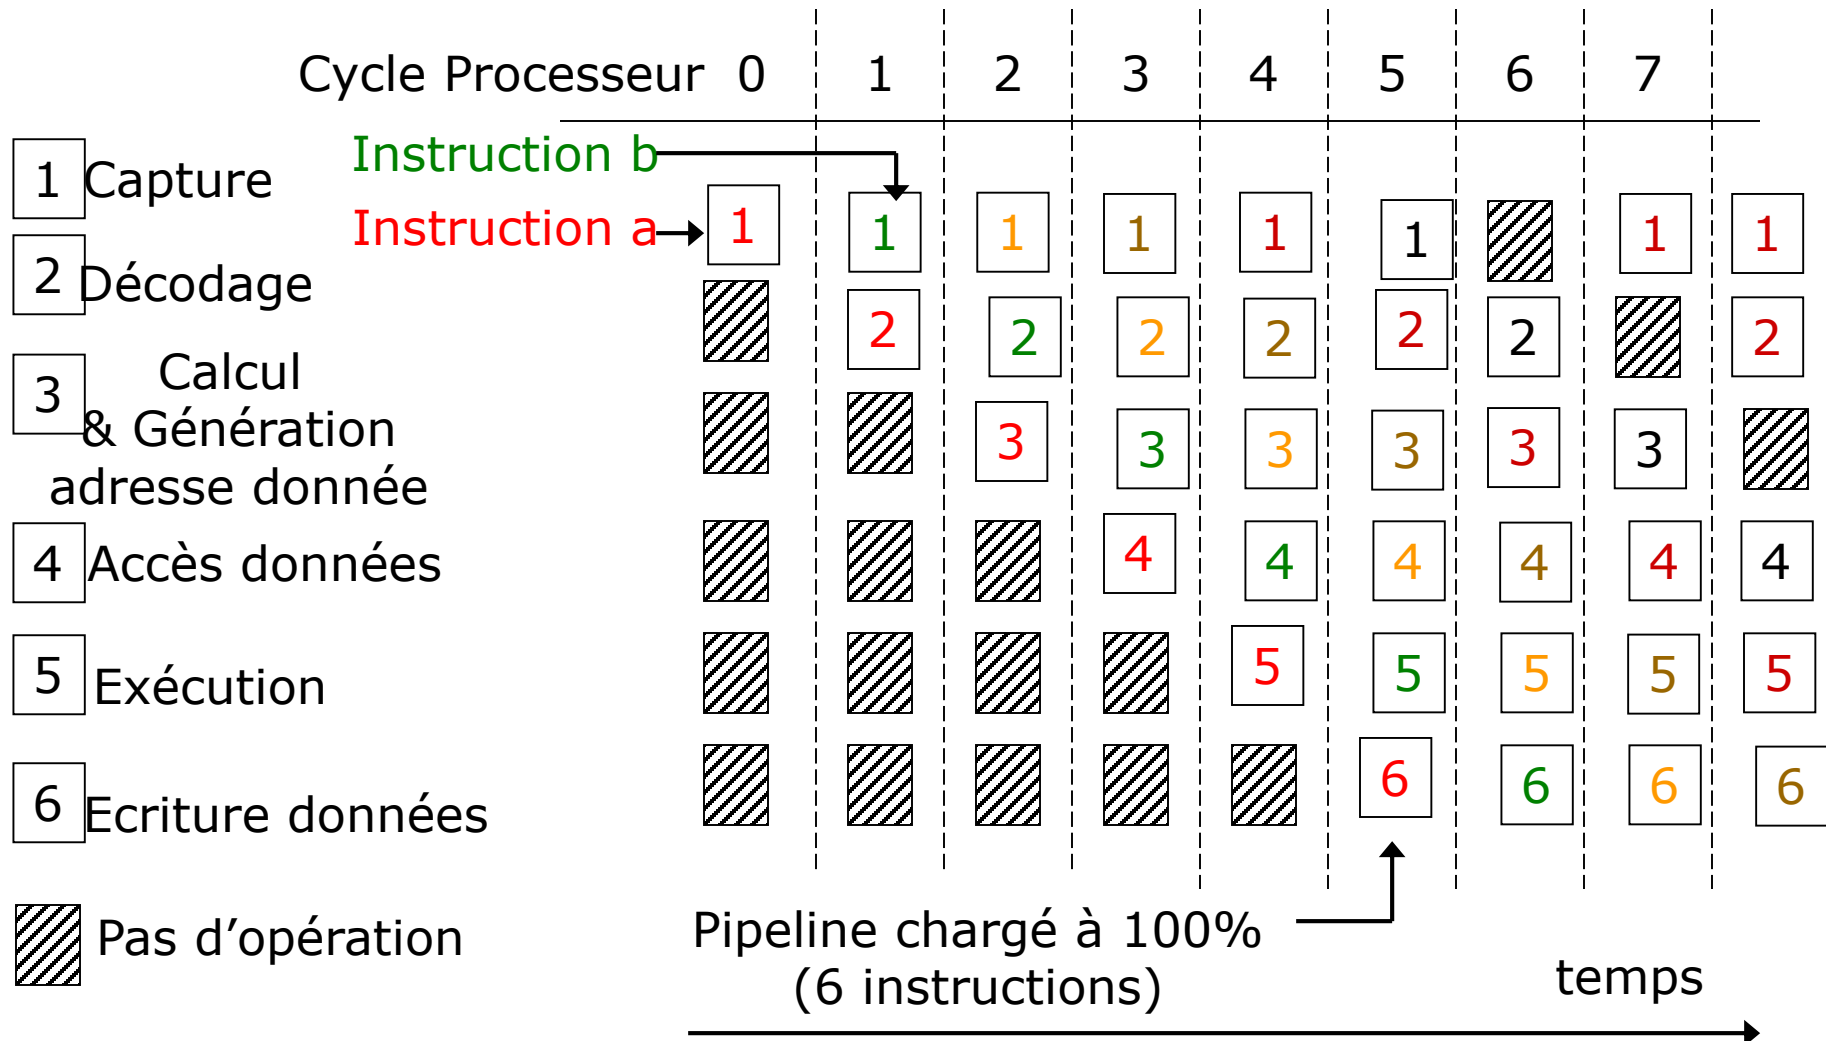 Cycle Processeur 0 1 2 3 4 5 6 7
Instruction b
1 Capture
Instruction a
1 1 1 1 1 1 1 1
2 Décodage
2 2 2 2 2 2 2
3 Calcul
& Génération
adresse donnée
3 3 3 3 3 3
4 Accès données
4 4 4 4 4 4
5 Exécution
5 5 5 5 5
6 Ecriture données
6 6 6 6
Pas d’opération
Pipeline chargé à 100%
(6 instructions)
temps